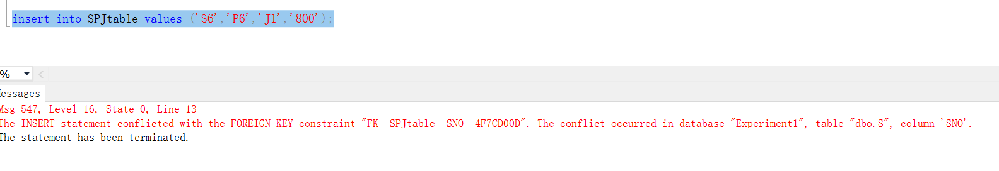 insert into SPJtable values ('S6','P6','J1','800');
%
essages
Msg 547, Level 16, State 0, Line 13
The INSERT statement conflicted with the FOREIGN KEY constraint "FK__SPJtable__SNO__4F7CD00D". The conflict occurred in database "Experiment1", table "dbo.S", column 'SNO'.
The statement has been terminated.